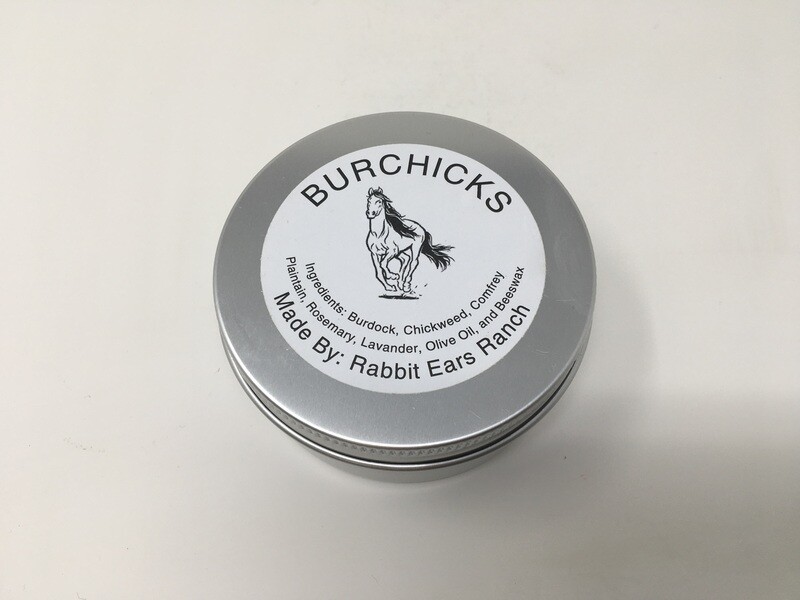 BURCHICKS
Ingredients: Burdock, Chickweed, Comfrey
Plaintain, Rosemary, Lavander, Olive Oil, and Beeswax
Made By: Rabbit Ears Ranch